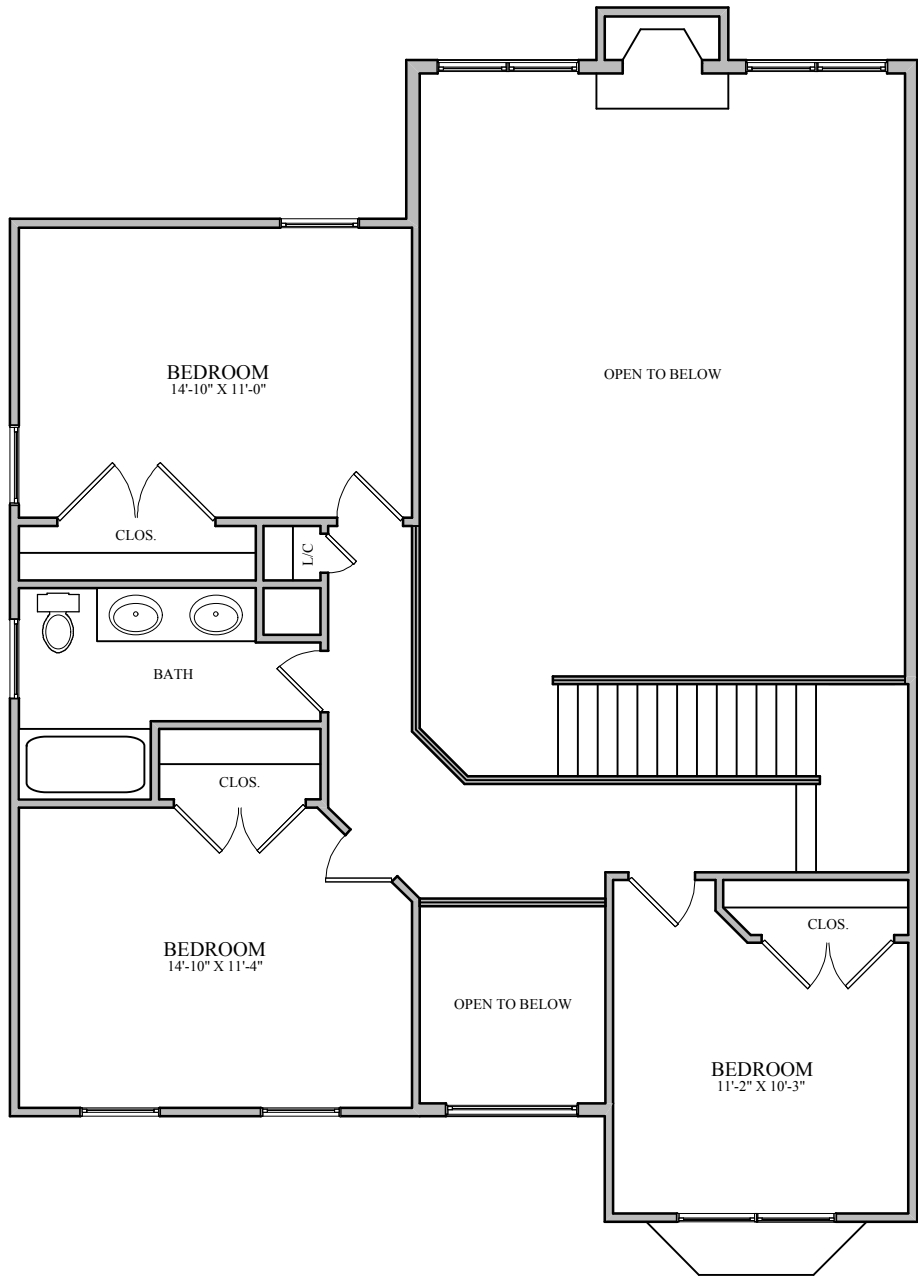 BEDROOM
14'-10" X 11'-0"
OPEN TO BELOW
CLOS.
L/C
BATH
CLOS.
BEDROOM
14'-10" X 11'-4"
OPEN TO BELOW
CLOS.
BEDROOM
11'-2" X 10'-3"